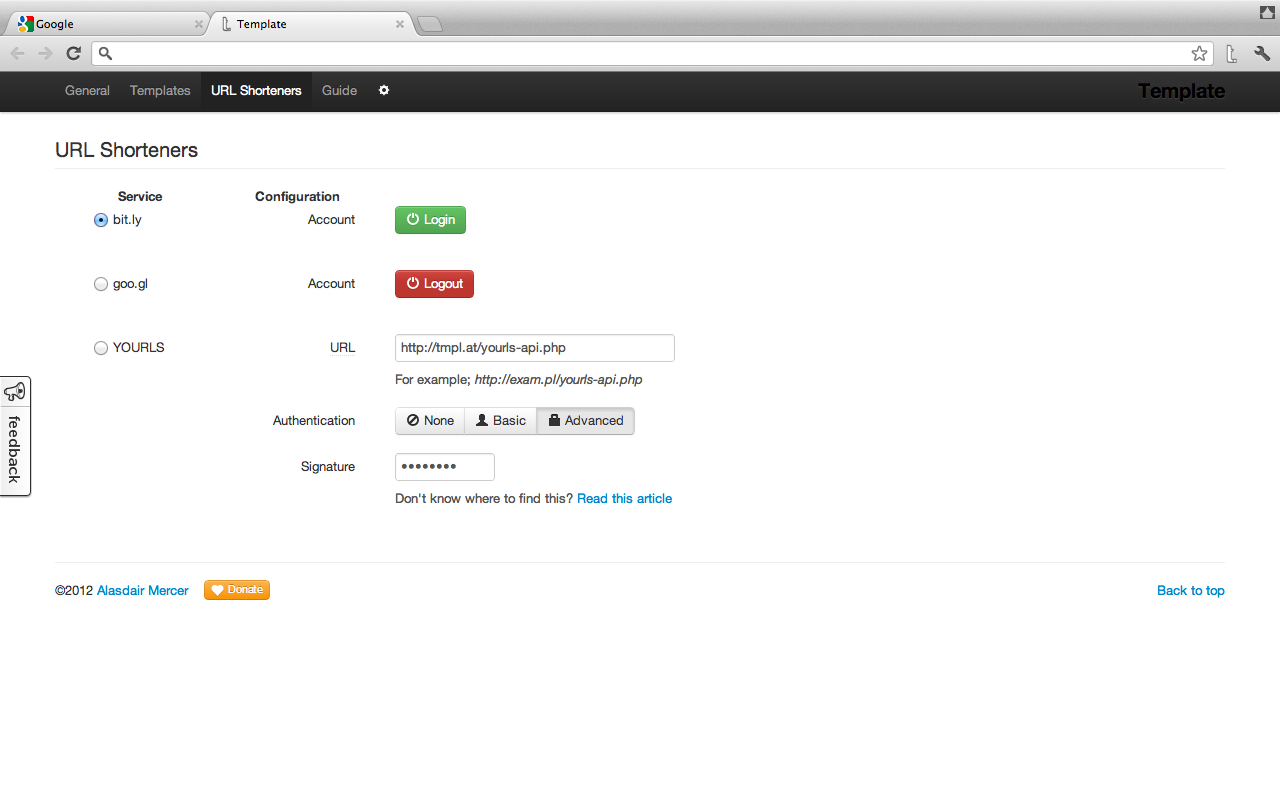 Google
Template
General Templates URL Shorteners Guide Template
URL Shorteners
Service Configuration
bit.ly Account Login
goo.gl Account Logout
YOURLS URL http://tmpl.at/yourls-api.php
For example; http://exam.pl/yourls-api.php
feedback
Authentication None Basic Advanced
Signature ••••••••
Don't know where to find this? Read this article
©2012 Alasdair Mercer Donate Back to top